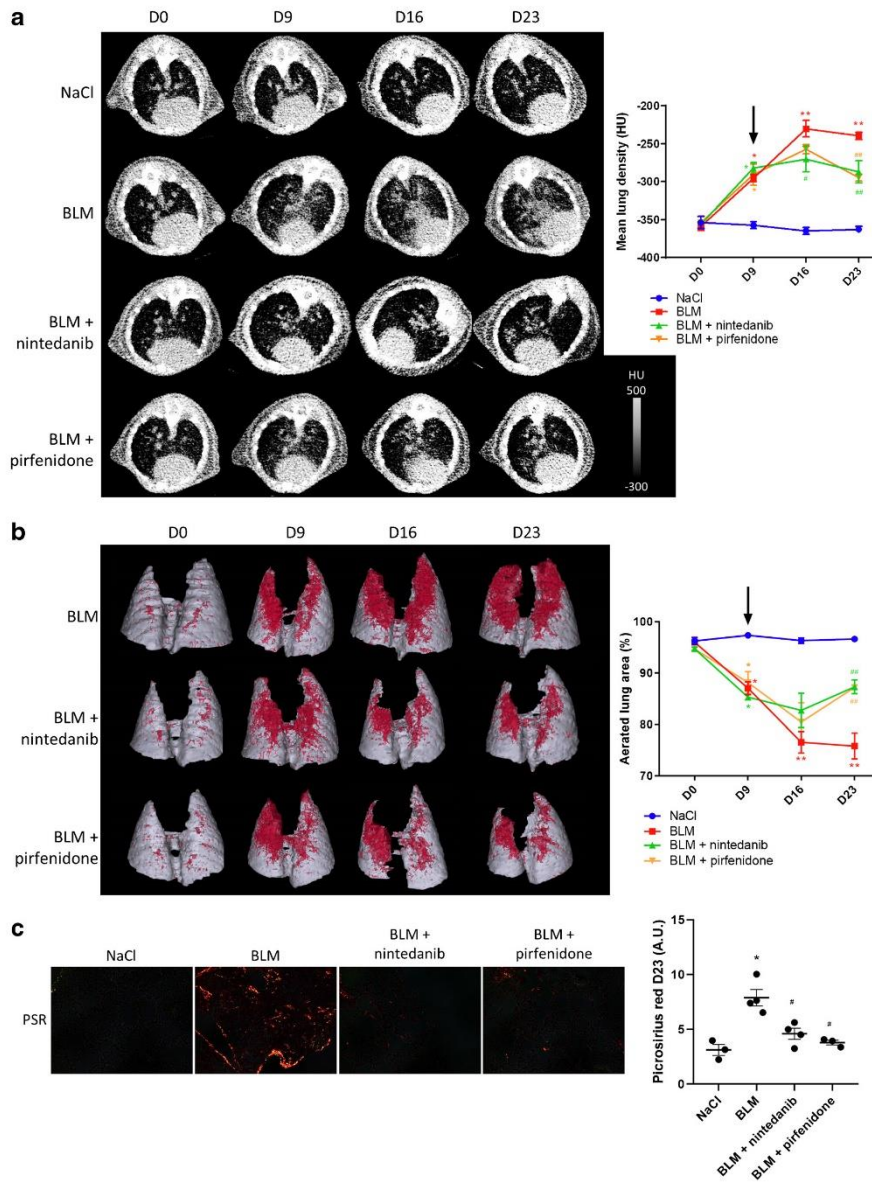 a
D0 D9 D16 D23
NaCl
BLM
BLM +
nintedanib
BLM +
pirfenidone
HU
500
-300
Mean lung density (HU)
-200
-250
-300
-350
-400
**
**
*
+
*
##
#
##
D0 D9 D16 D23
NaCl
BLM
BLM + nintedanib
BLM + pirfenidone
b
D0 D9 D16 D23
BLM
BLM +
nintedanib
BLM +
pirfenidone
Aerated lung area (%)
100
90
80
70
*
*
*
##
##
**
**
D0 D9 D16 D23
NaCl
BLM
BLM + nintedanib
BLM + pirfenidone
c
NaCl BLM BLM +
nintedanib BLM +
pirfenidone
PSR
Picrosirius red D23 (A.U.)
15
10
5
0
*
#
#
NaCl
BLM
BLM + nintedanib
BLM + pirfenidone